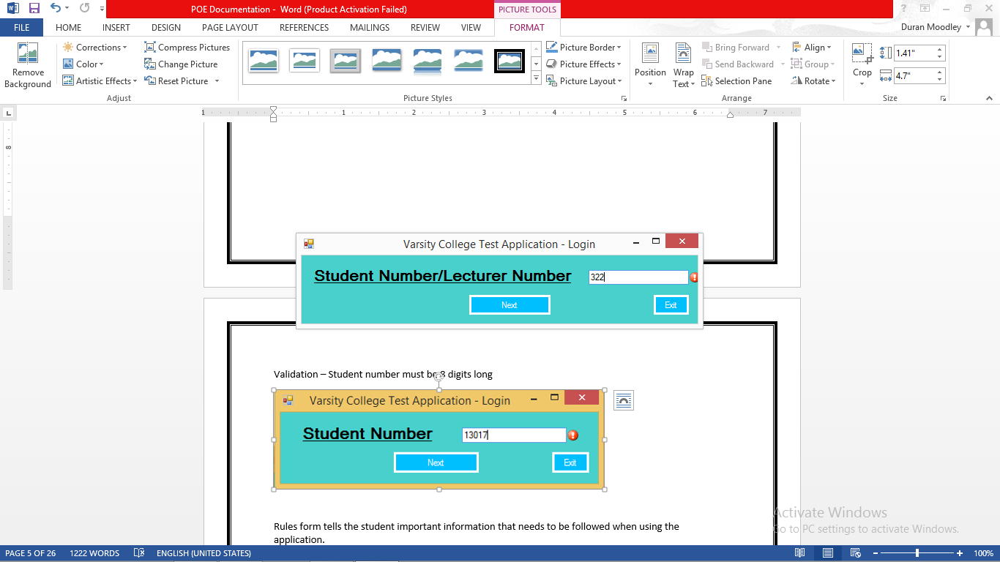 POE Documentation - Word (Product Activation Failed)
PICTURE TOOLS
?
FILE HOME INSERT DESIGN PAGE LAYOUT REFERENCES MAILINGS REVIEW VIEW FORMAT
Duran Moodley
Remove Background
Corrections
Color
Artistic Effects
Compress Pictures
Change Picture
Reset Picture
Adjust
Picture Styles
Picture Border
Picture Effects
Picture Layout
Position
Wrap Text
Bring Forward
Send Backward
Selection Pane
Align
Group
Rotate
Arrange
Crop
1.41"
4.7"
Size
L
1 1 2 3 4 5 6 7
8
Varsity College Test Application - Login
Student Number/Lecturer Number 322
Next Exit
Validation – Student number must be 8 digits long
Varsity College Test Application - Login
Student Number 13017
Next Exit
Rules form tells the student important information that needs to be followed when using the
application.
Activate Windows
Go to PC settings to activate Windows.
PAGE 5 OF 26 1222 WORDS ENGLISH (UNITED STATES) 100%